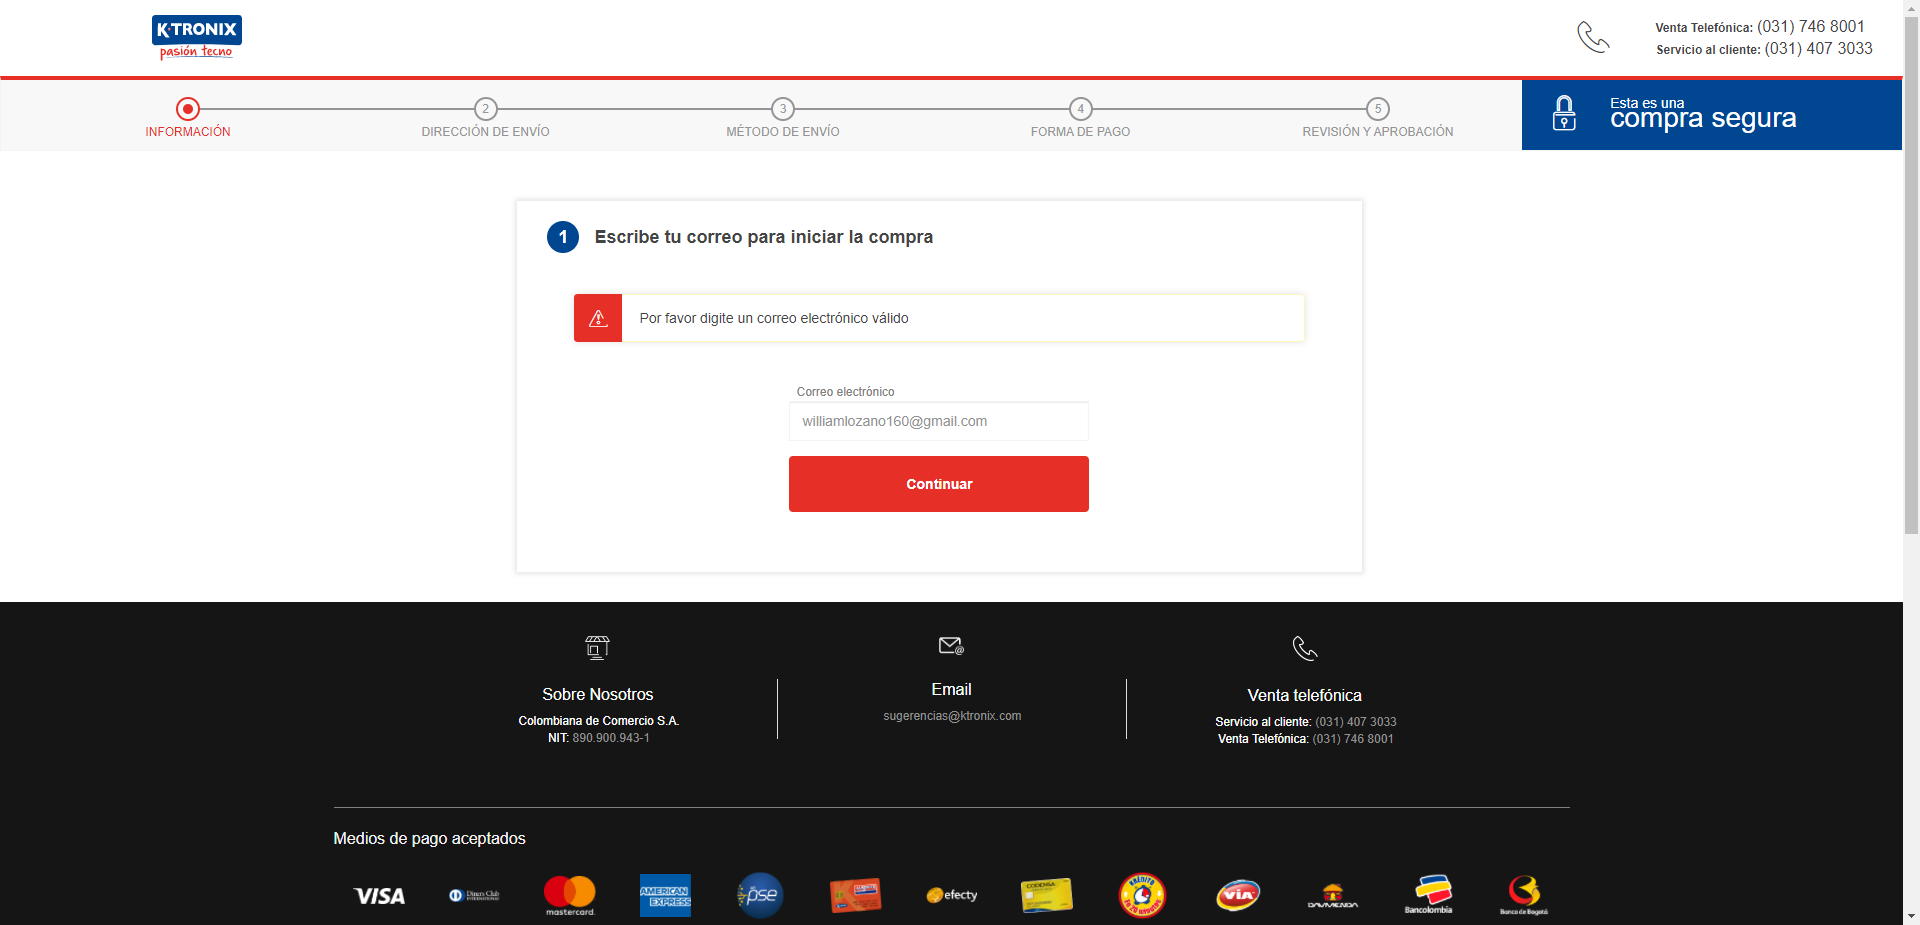 K·TRONIX
pasión tecno
Venta Telefónica: (031) 746 8001
Servicio al cliente: (031) 407 3033
2
3
4
5
INFORMACIÓN
DIRECCIÓN DE ENVÍO
MÉTODO DE ENVÍO
FORMA DE PAGO
REVISIÓN Y APROBACIÓN
Esta es una
compra segura
1 Escribe tu correo para iniciar la compra
Por favor digite un correo electrónico válido
Correo electrónico
williamlozano160@gmail.com
Continuar
Sobre Nosotros
Colombiana de Comercio S.A.
NIT: 890.900.943-1
Email
sugerencias@ktronix.com
Venta telefónica
Servicio al cliente: (031) 407 3033
Venta Telefónica: (031) 746 8001
Medios de pago aceptados
VISA
Diners Club
INTERNATIONAL
mastercard.
AMERICAN
EXPRESS
pse
efecty
CODENSA
VIA
DAVIVIENDA
Bancolombia
Banco de Bogotá